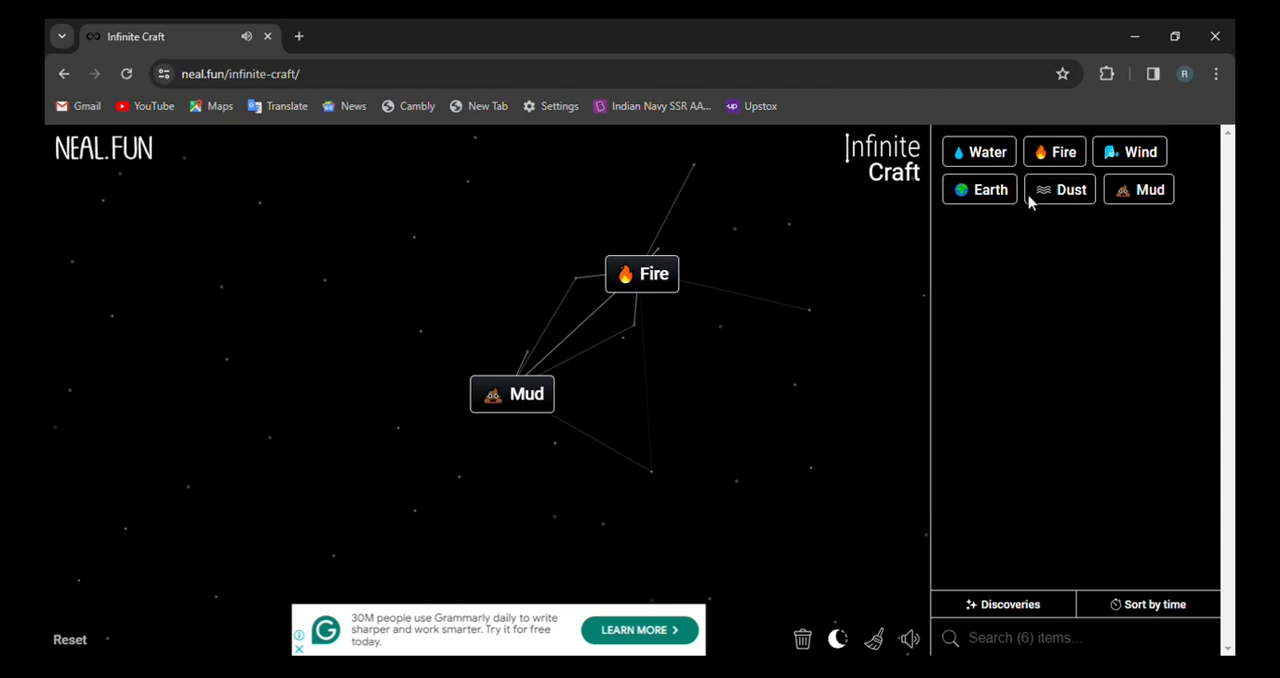 Infinite Craft
neal.fun/infinite-craft/
R
Gmail YouTube Maps Translate News Cambly New Tab Settings Indian Navy SSR AA... up Upstox
NEAL.FUN
Infinite
Craft
Water Fire Wind
Earth Dust Mud
Fire
Mud
30M people use Grammarly daily to write
sharper and work smarter. Try it for free
today.
LEARN MORE
Discoveries Sort by time
Reset
Search (6) items...